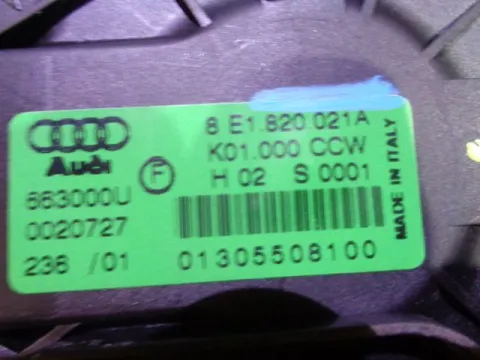 8 E1.820.021A
Audi
F
K01.000 CCW
H 02 S 0001
663000U
0020727
236 /01
01305508100
MADE IN ITALY